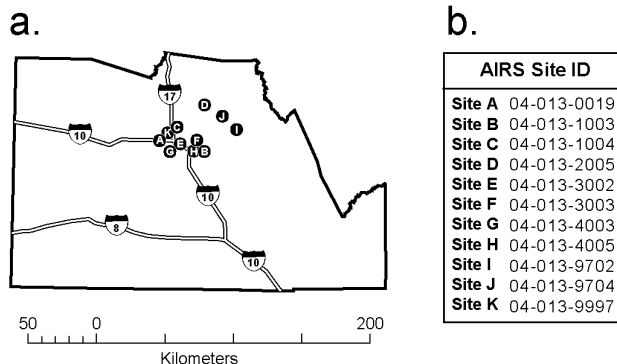 a.
b.
17
D
J
I
C
K
A
E
F
G
H
B
10
10
8
10
50 0 200
Kilometers
AIRS Site ID
Site A 04-013-0019
Site B 04-013-1003
Site C 04-013-1004
Site D 04-013-2005
Site E 04-013-3002
Site F 04-013-3003
Site G 04-013-4003
Site H 04-013-4005
Site I 04-013-9702
Site J 04-013-9704
Site K 04-013-9997